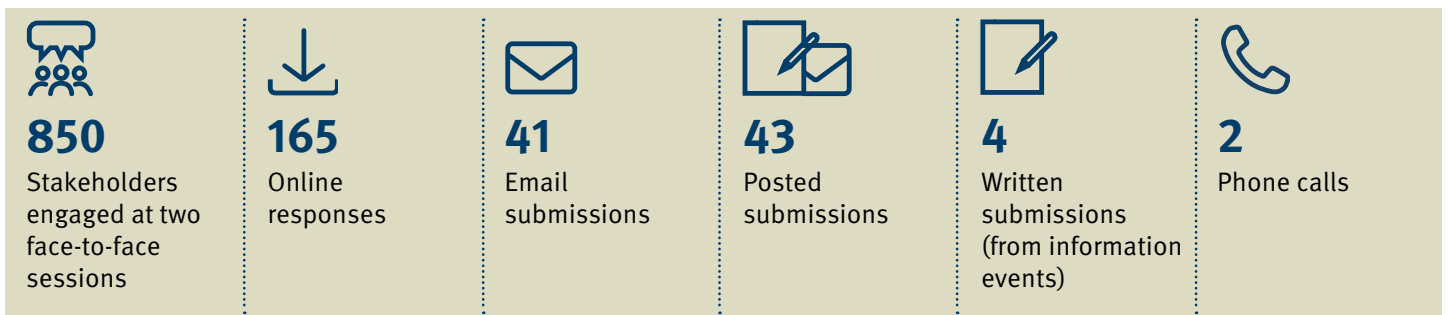 850
Stakeholders
engaged at two
face-to-face
sessions
165
Online
responses
41
Email
submissions
43
Posted
submissions
4
Written
submissions
(from information
events)
2
Phone calls